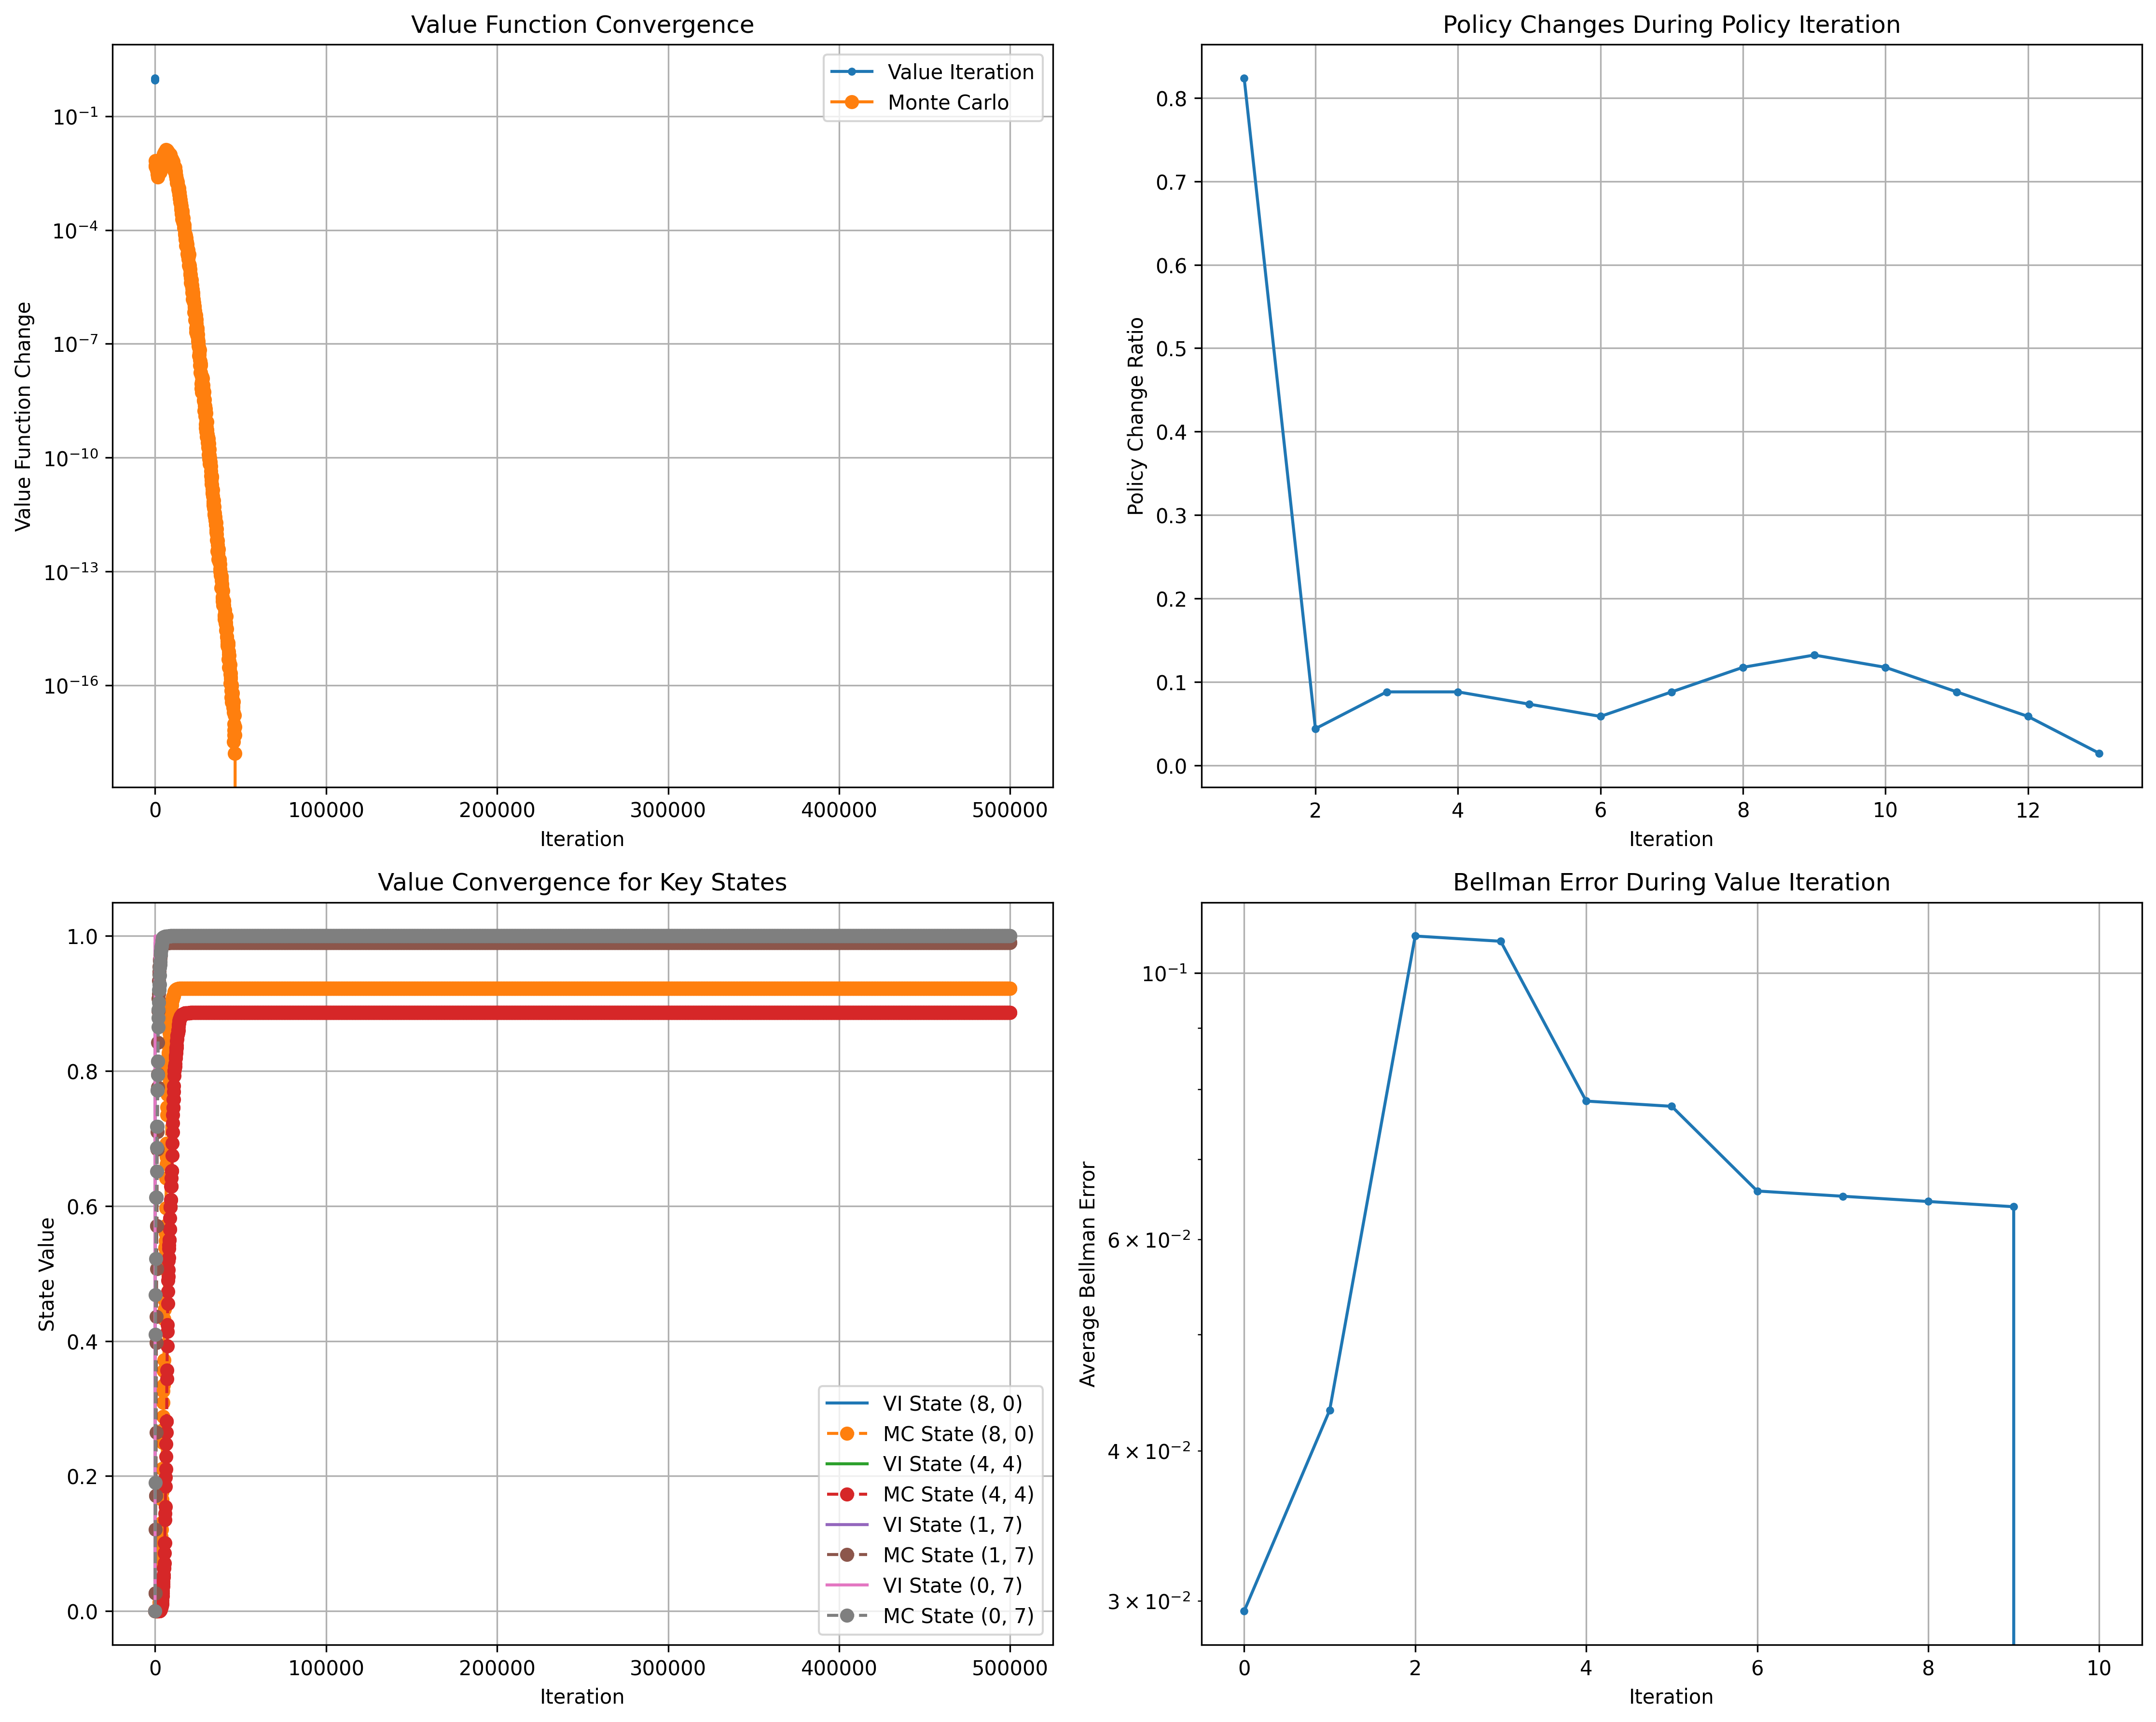 Value Function Convergence
Value Function Change
10⁻¹
10⁻⁴
10⁻⁷
10⁻¹⁰
10⁻¹³
10⁻¹⁶
Value Iteration
Monte Carlo
0 100000 200000 300000 400000 500000
Iteration
Policy Changes During Policy Iteration
Policy Change Ratio
0.8
0.7
0.6
0.5
0.4
0.3
0.2
0.1
0.0
2 4 6 8 10 12
Iteration
Value Convergence for Key States
State Value
1.0
0.8
0.6
0.4
0.2
0.0
VI State (8, 0)
MC State (8, 0)
VI State (4, 4)
MC State (4, 4)
VI State (1, 7)
MC State (1, 7)
VI State (0, 7)
MC State (0, 7)
0 100000 200000 300000 400000 500000
Iteration
Bellman Error During Value Iteration
Average Bellman Error
10⁻¹
6 × 10⁻²
4 × 10⁻²
3 × 10⁻²
0 2 4 6 8 10
Iteration